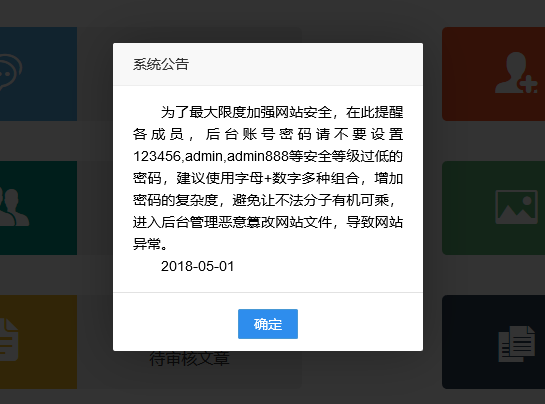 系统公告
为了最大限度加强网站安全，在此提醒
各成员，后台账号密码请不要设置
123456,admin,admin888等安全等级过低的
密码，建议使用字母+数字多种组合，增加
密码的复杂度，避免让不法分子有机可乘，
进入后台管理恶意篡改网站文件，导致网站
异常。
2018-05-01
确定
待审核文章